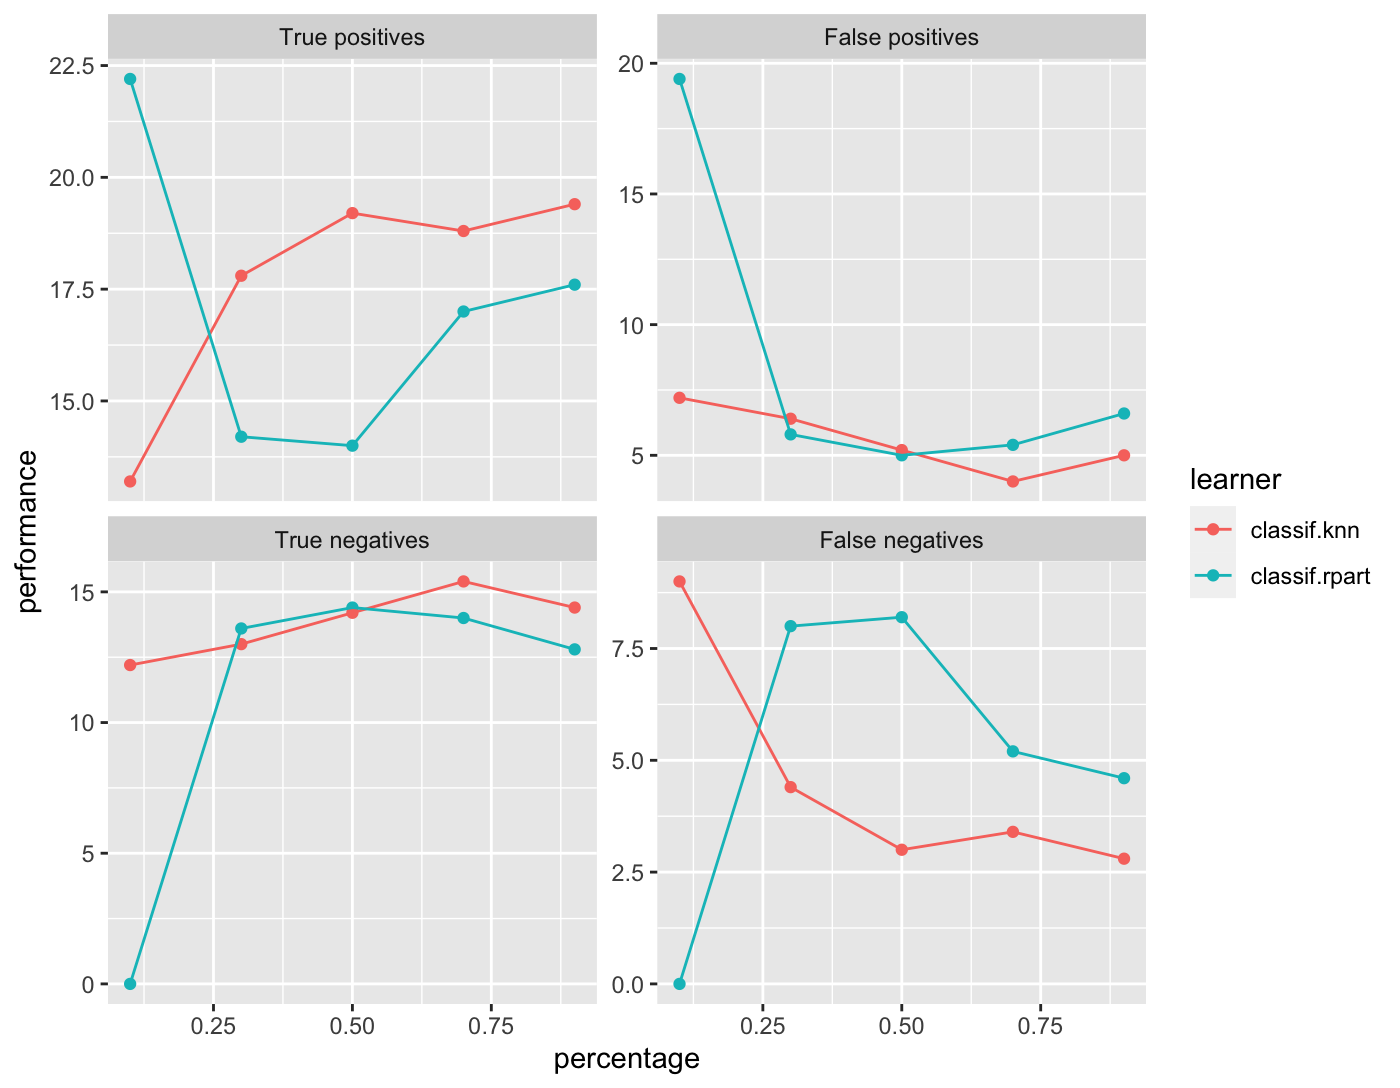 True positives
False positives
22.5
20.0
17.5
15.0
20
15
10
5
True negatives
False negatives
15
10
5
0
7.5
5.0
2.5
0.0
0.25
0.50
0.75
0.25
0.50
0.75
percentage
performance
learner
classif.knn
classif.rpart